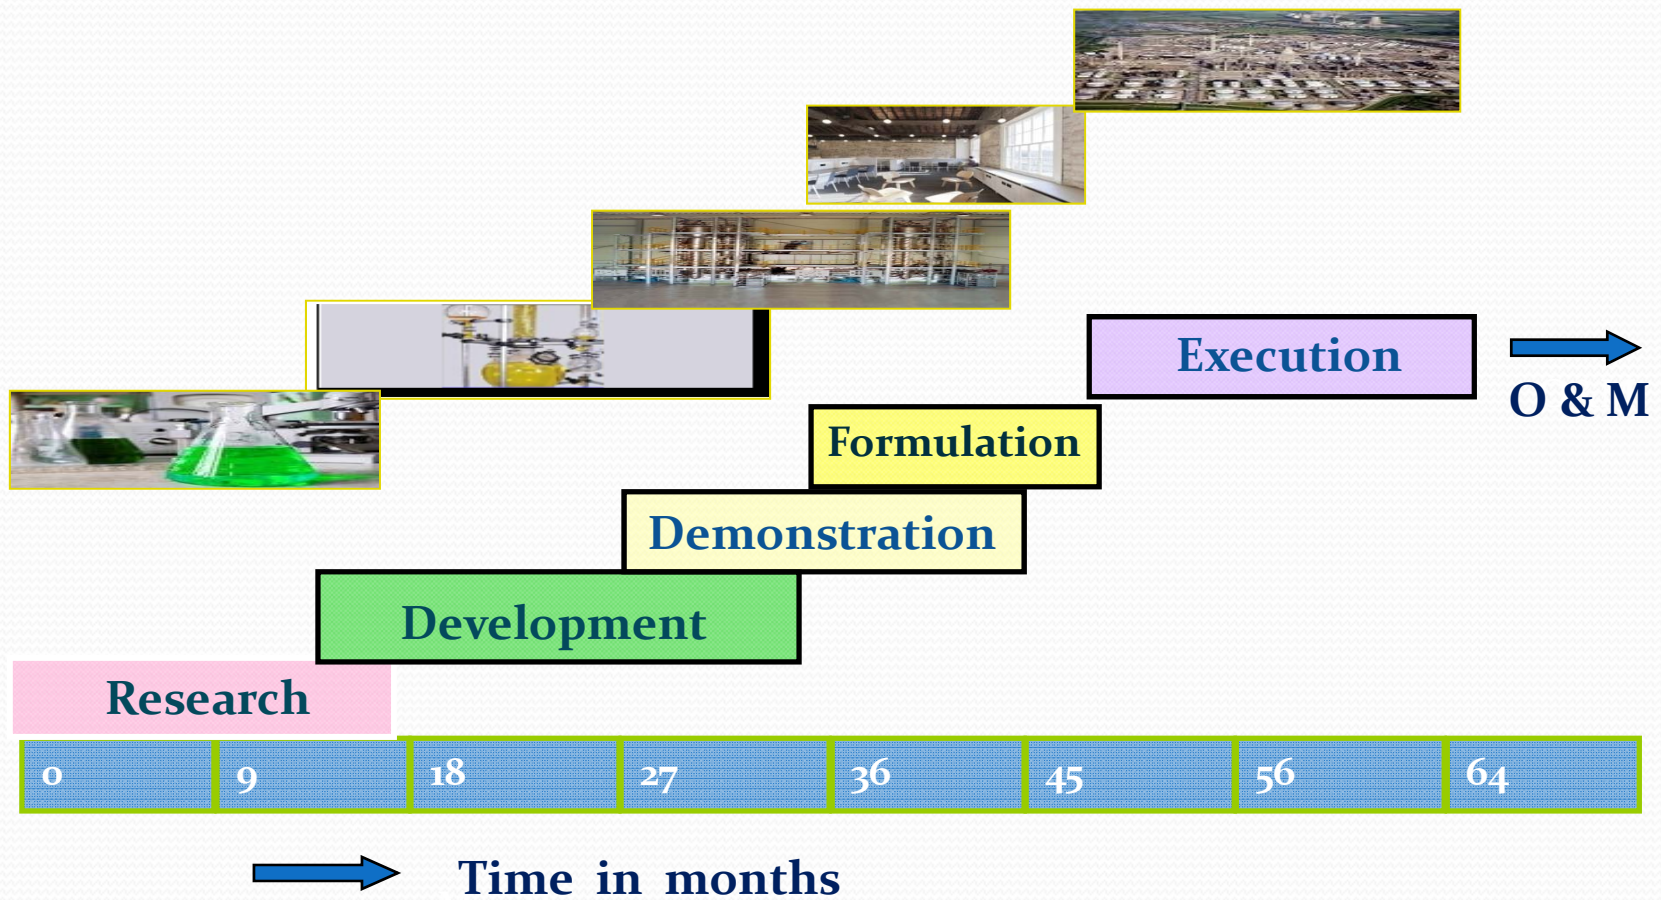 Execution
O & M
Formulation
Demonstration
Development
Research
0 9 18 27 36 45 56 64
Time in months